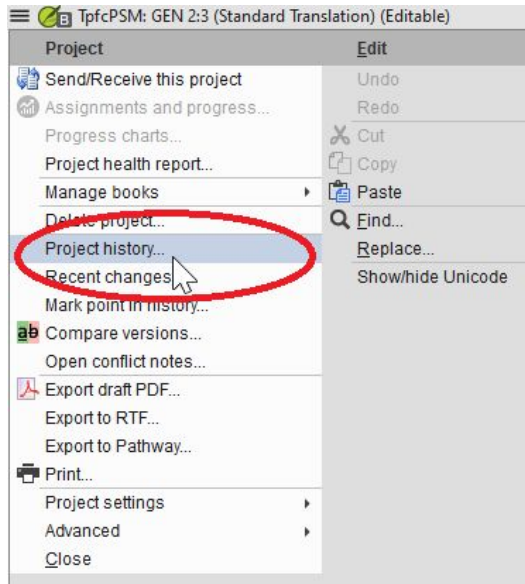 TpfcPSM: GEN 2:3 (Standard Translation) (Editable)
Project
Send/Receive this project
Assignments and progress...
Progress charts...
Project health report...
Manage books
Delete project...
Project history...
Recent changes
Mark point in history...
ab Compare versions...
Open conflict notes...
Export draft PDF...
Export to RTF...
Export to Pathway...
Print...
Project settings
Advanced
Close
Edit
Undo
Redo
Cut
Copy
Paste
Find...
Replace...
Show/hide Unicode